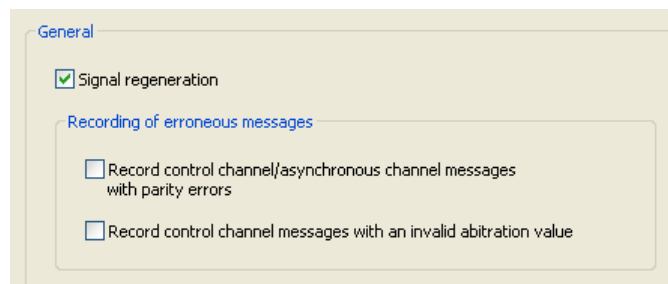 General
Signal regeneration
Recording of erroneous messages
Record control channel/asynchronous channel messages
with parity errors
Record control channel messages with an invalid abitration value